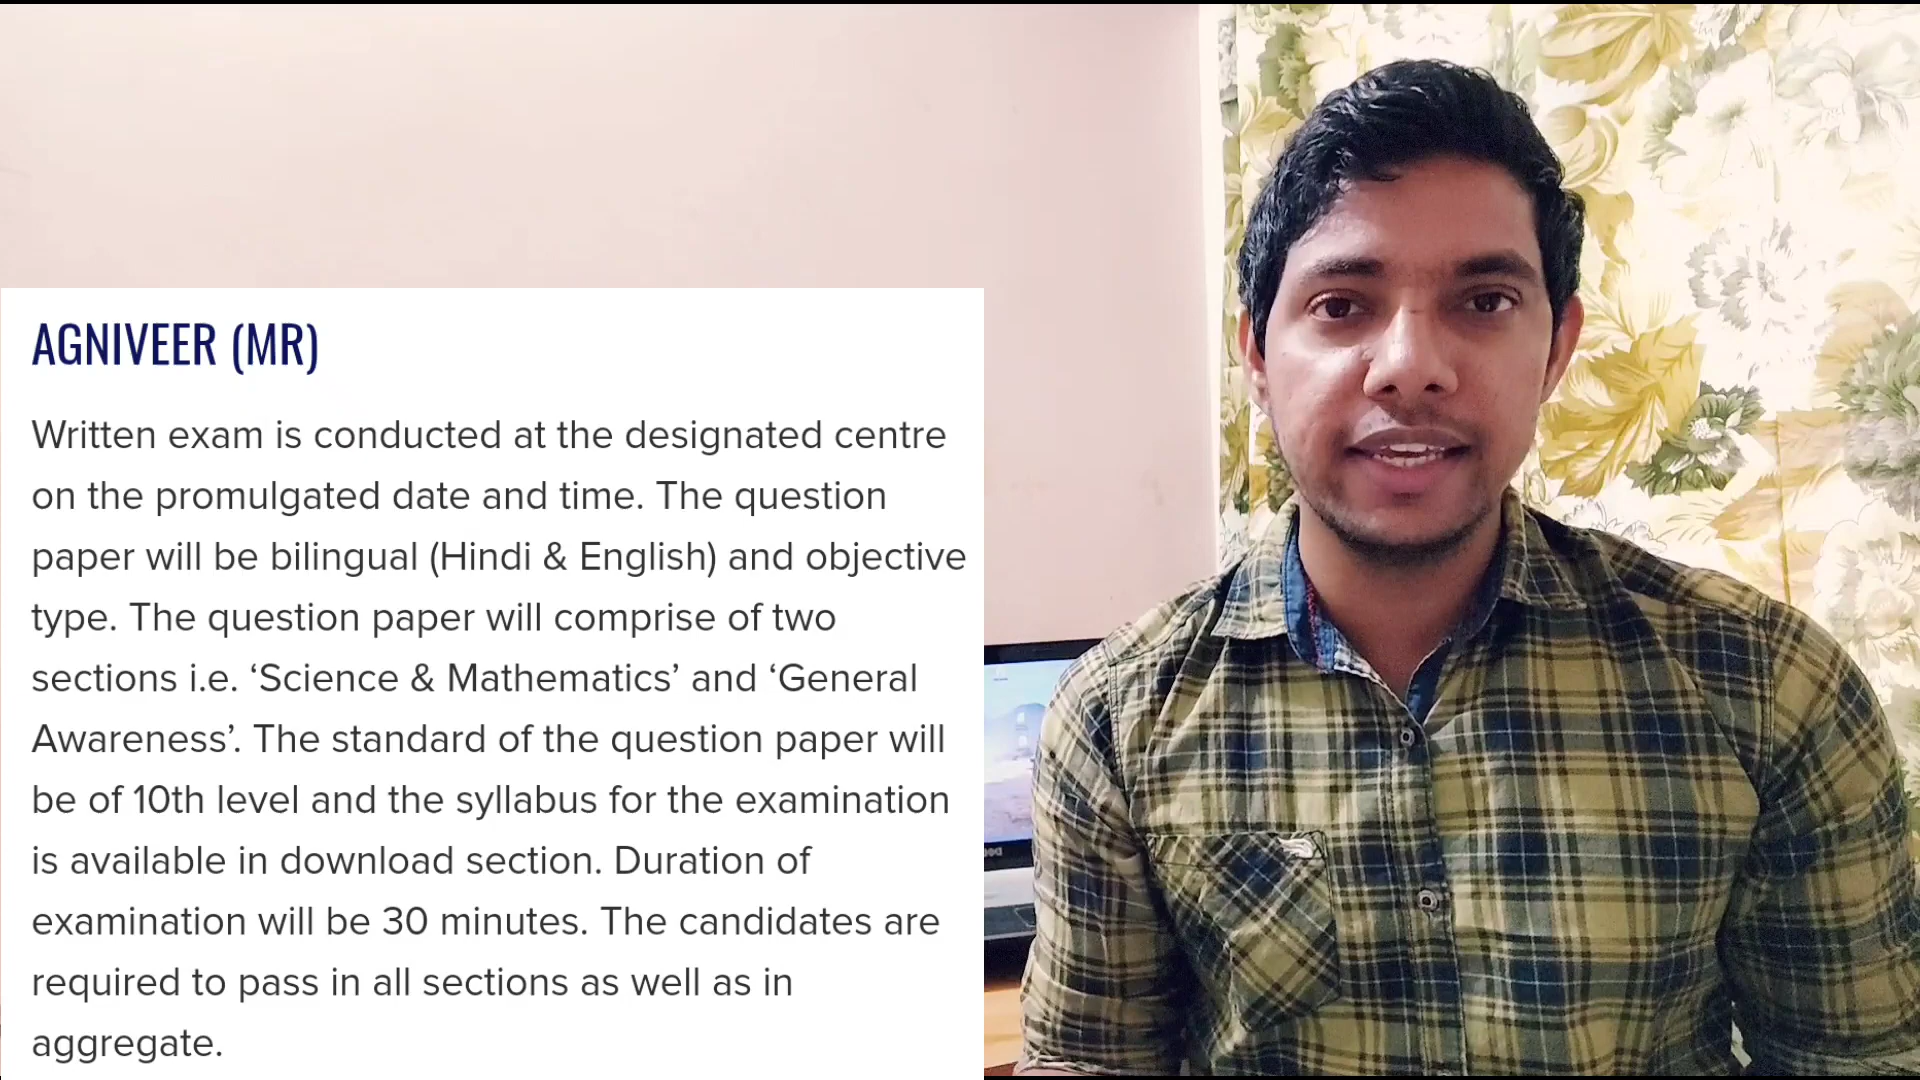 AGNIVEER (MR)
Written exam is conducted at the designated centre
on the promulgated date and time. The question
paper will be bilingual (Hindi & English) and objective
type. The question paper will comprise of two
sections i.e. ‘Science & Mathematics’ and ‘General
Awareness’. The standard of the question paper will
be of 10th level and the syllabus for the examination
is available in download section. Duration of
examination will be 30 minutes. The candidates are
required to pass in all sections as well as in
aggregate.